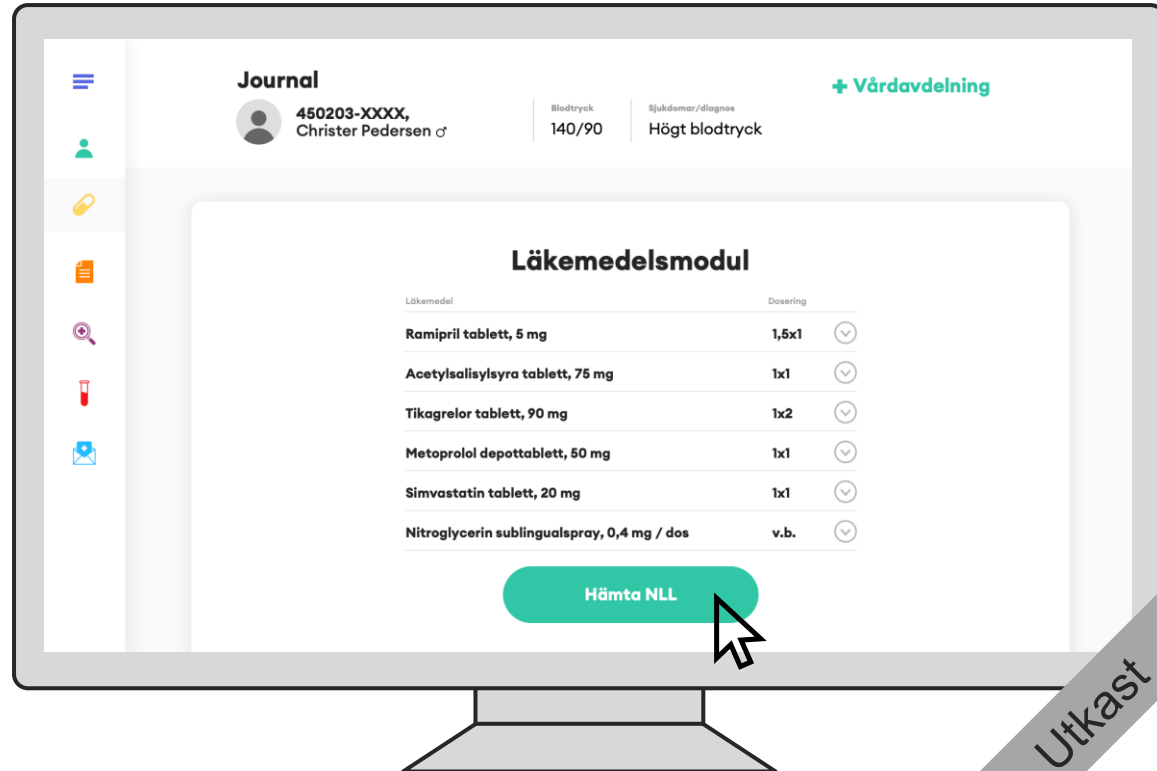 Journal
+ Vårdavdelning
450203-XXXX,
Christer Pedersen ♂
Blodtryck
140/90
Sjukdomar/diagnos
Högt blodtryck
Läkemedelsmodul
Läkemedel Dosering
Ramipril tablett, 5 mg 1,5x1
Acetylsalisylsyra tablett, 75 mg 1x1
Tikagrelor tablett, 90 mg 1x2
Metoprolol depottablett, 50 mg 1x1
Simvastatin tablett, 20 mg 1x1
Nitroglycerin sublingualspray, 0,4 mg / dos v.b.
Hämta NLL
Utkast